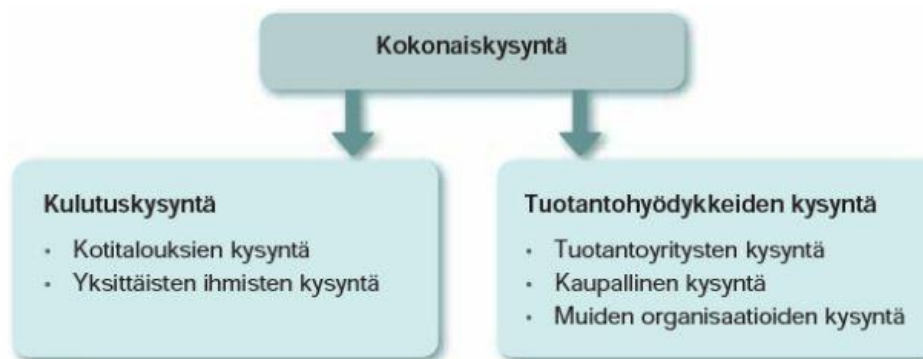 Kokonaiskysyntä
Kulutuskysyntä
• Kotitalouksien kysyntä
• Yksittäisten ihmisten kysyntä
Tuotantohyödykkeiden kysyntä
• Tuotantoyritysten kysyntä
• Kaupallinen kysyntä
• Muiden organisaatioiden kysyntä